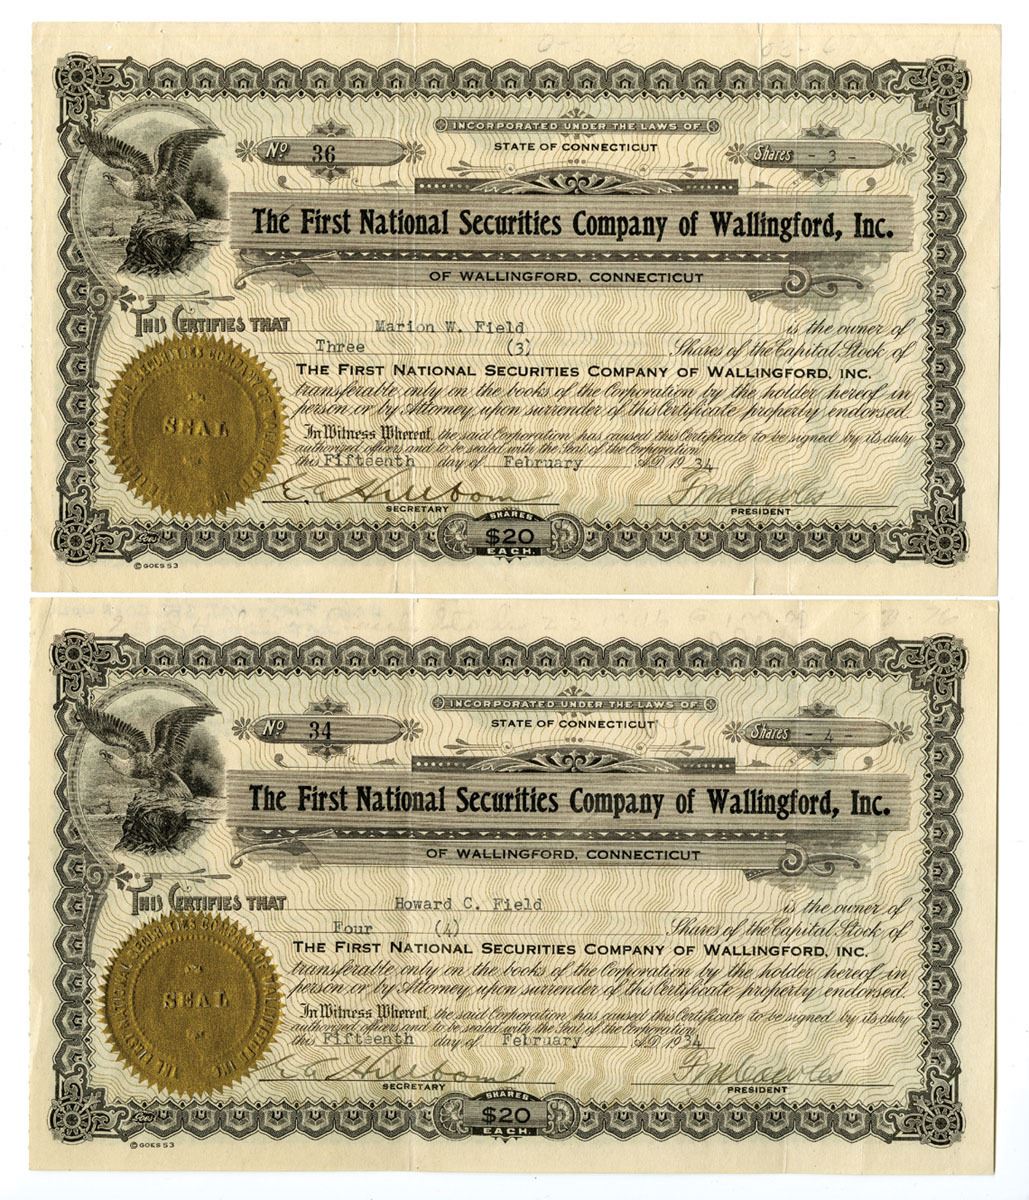 INCORPORATED UNDER THE LAWS OF
STATE OF CONNECTICUT
No 36
Shares - 3 -
The First National Securities Company of Wallingford, Inc.
OF WALLINGFORD, CONNECTICUT
THIS CERTIFIES THAT Marion W. Field is the owner of
Three (3) Shares of the Capital Stock of
THE FIRST NATIONAL SECURITIES COMPANY OF WALLINGFORD, INC.
transferable only on the books of the Corporation by the holder hereof in
person or by Attorney, upon surrender of this Certificate properly endorsed.
In Witness Whereof, the said Corporation has caused this Certificate to be signed by its duly
authorized officers and to be sealed with the Seal of the Corporation
this Fifteenth day of February A.D. 1934
SEAL
E. G. Hillbom
SECRETARY
PRESIDENT
SHARES
$20
EACH.
Goes
© GOES 53
INCORPORATED UNDER THE LAWS OF
STATE OF CONNECTICUT
No 34
Shares - 4 -
The First National Securities Company of Wallingford, Inc.
OF WALLINGFORD, CONNECTICUT
THIS CERTIFIES THAT Howard C. Field is the owner of
Four (4) Shares of the Capital Stock of
THE FIRST NATIONAL SECURITIES COMPANY OF WALLINGFORD, INC.
transferable only on the books of the Corporation by the holder hereof in
person or by Attorney, upon surrender of this Certificate properly endorsed.
In Witness Whereof, the said Corporation has caused this Certificate to be signed by its duly
authorized officers and to be sealed with the Seal of the Corporation
this Fifteenth day of February A.D. 1934
SEAL
E. G. Hillbom
SECRETARY
PRESIDENT
SHARES
$20
EACH.
Goes
© GOES 53